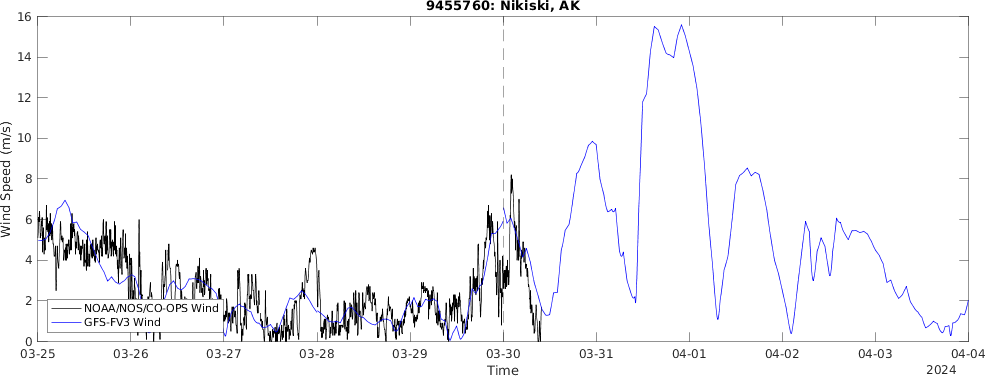 9455760: Nikiski, AK
Wind Speed (m/s)
16
14
12
10
8
6
4
2
0
NOAA/NOS/CO-OPS Wind
GFS-FV3 Wind
03-25 03-26 03-27 03-28 03-29 03-30 03-31 04-01 04-02 04-03 04-04
Time
2024